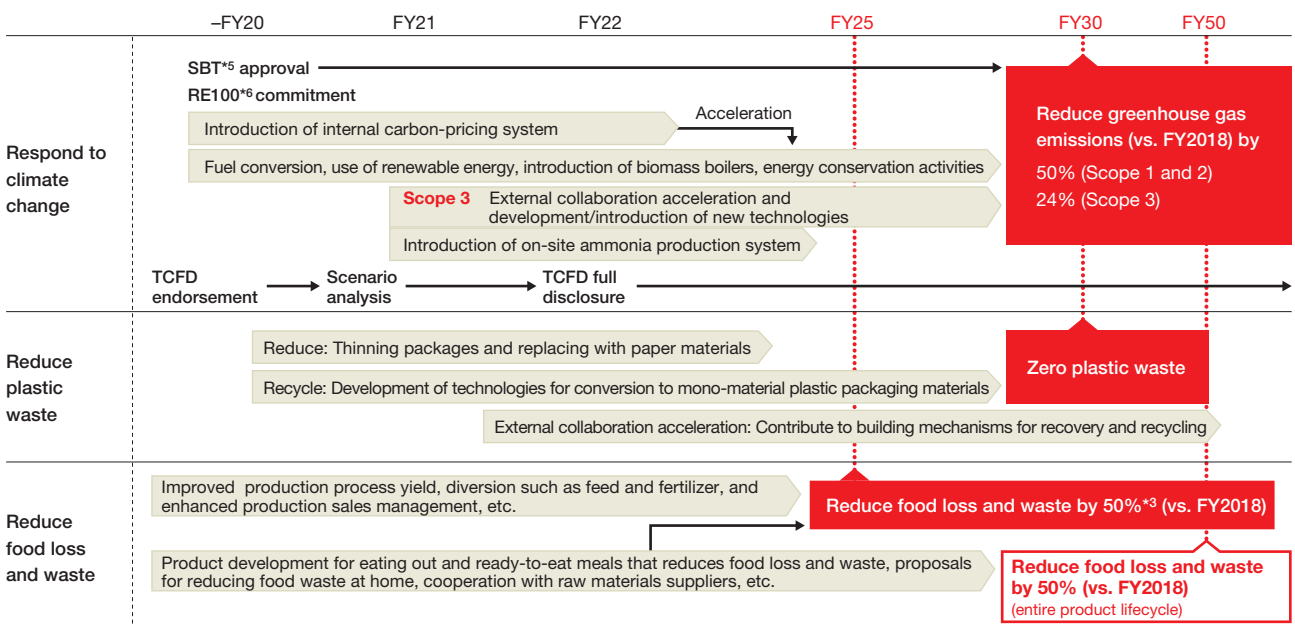 –FY20 FY21 FY22 FY25 FY30 FY50
Respond to
climate
change
SBT*5 approval
RE100*6 commitment
Acceleration
Introduction of internal carbon-pricing system
Fuel conversion, use of renewable energy, introduction of biomass boilers, energy conservation activities
Scope 3 External collaboration acceleration and
development/introduction of new technologies
Introduction of on-site ammonia production system
Reduce greenhouse gas
emissions (vs. FY2018) by
50% (Scope 1 and 2)
24% (Scope 3)
TCFD
endorsement
Scenario
analysis
TCFD full
disclosure
Reduce
plastic
waste
Reduce: Thinning packages and replacing with paper materials
Recycle: Development of technologies for conversion to mono-material plastic packaging materials
Zero plastic waste
External collaboration acceleration: Contribute to building mechanisms for recovery and recycling
Reduce
food loss
and waste
Improved production process yield, diversion such as feed and fertilizer, and
enhanced production sales management, etc.
Reduce food loss and waste by 50%*3 (vs. FY2018)
Product development for eating out and ready-to-eat meals that reduces food loss and waste, proposals
for reducing food waste at home, cooperation with raw materials suppliers, etc.
Reduce food loss and waste
by 50% (vs. FY2018)
(entire product lifecycle)